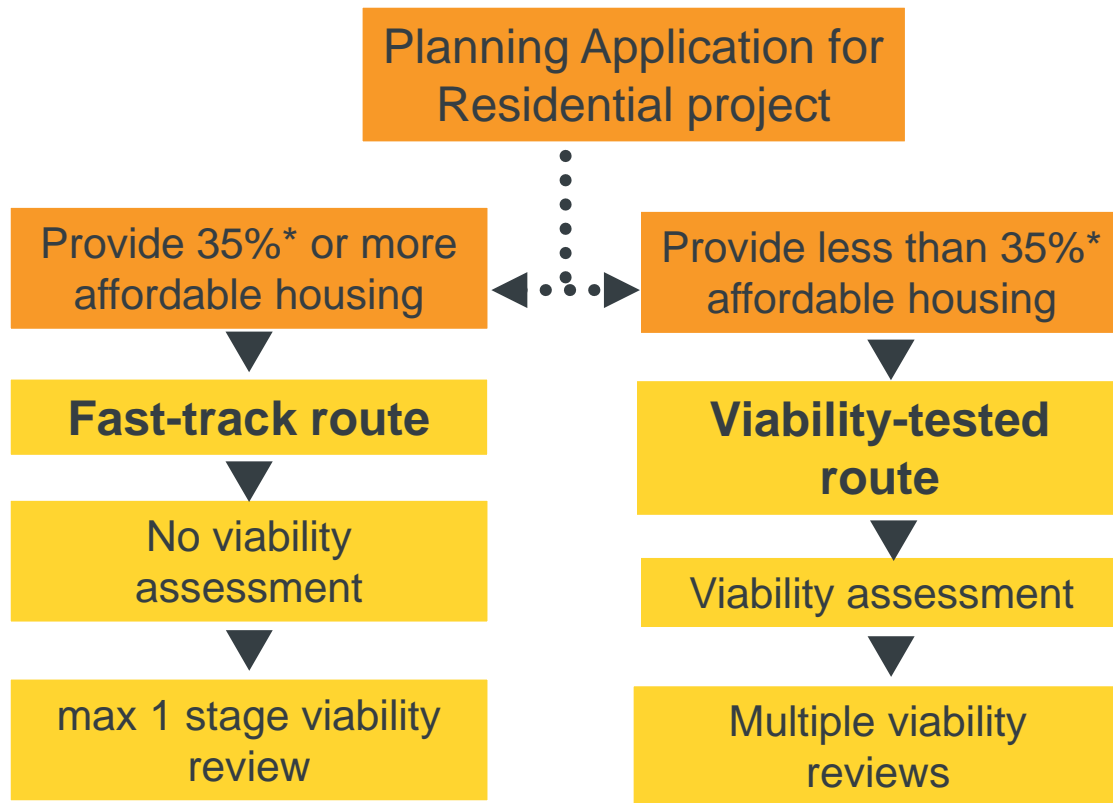 Planning Application for
Residential project
Provide 35%* or more
affordable housing
Provide less than 35%*
affordable housing
Fast-track route
Viability-tested
route
No viability
assessment
Viability assessment
max 1 stage viability
review
Multiple viability
reviews